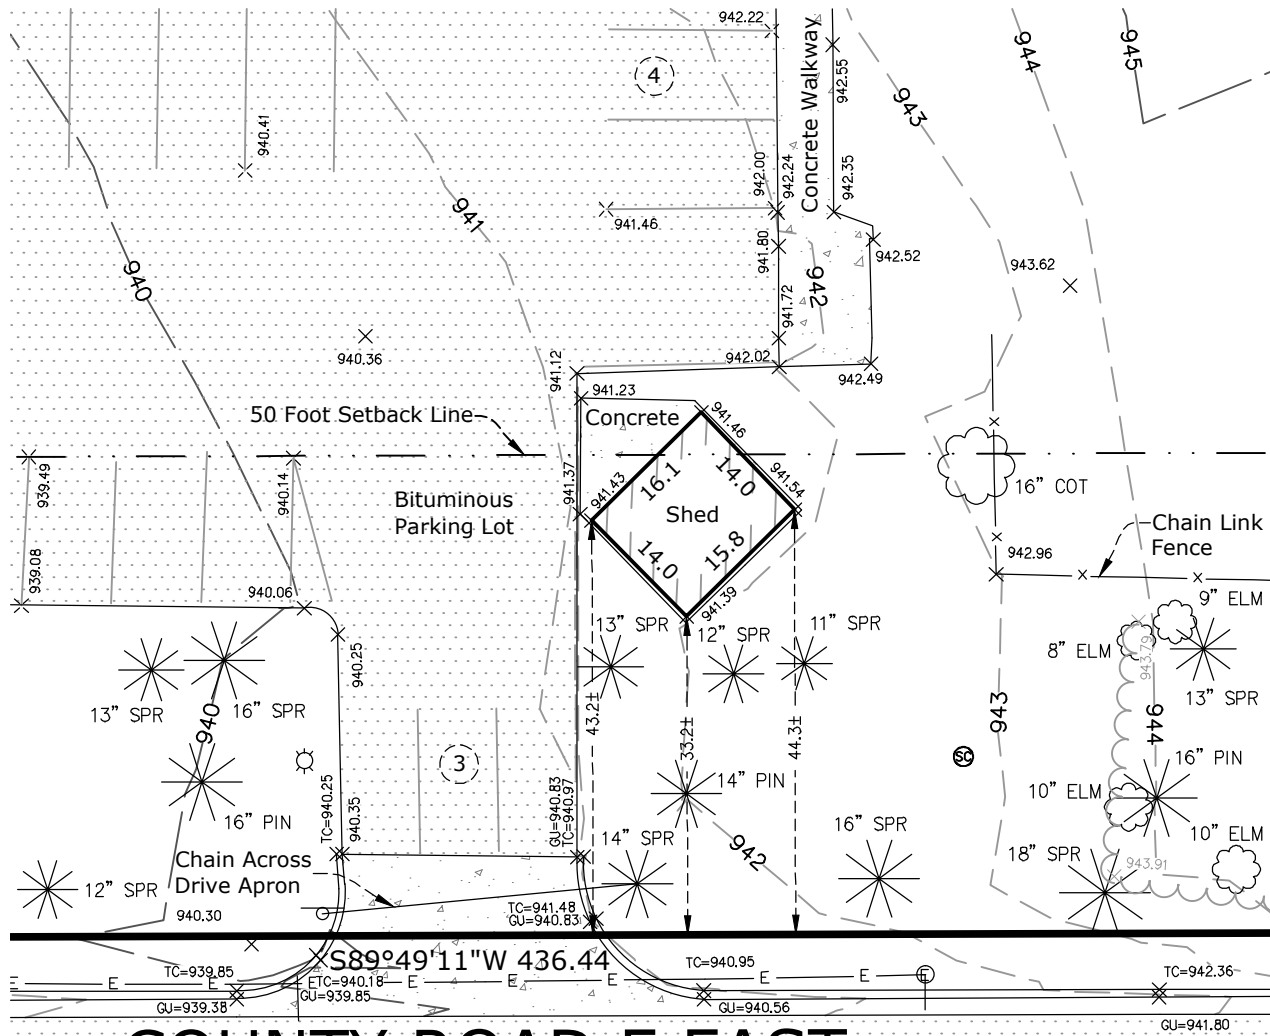 942.22
Concrete Walkway
942.55
944
945
943
4
940.41
942.00
942.24
942.35
941.46
941
941.80
942.52
943.62
940
942
941.72
940.36
941.12
942.02
942.49
941.23
50 Foot Setback Line
Concrete
941.46
939.49
940.14
941.37
941.43
16.1
14.0
941.54
16” COT
Bituminous
Parking Lot
Shed
Chain Link
Fence
942.96
939.08
940.06
14.0
15.8
941.39
9” ELM
13” SPR
12” SPR
11” SPR
8” ELM
943.79
940.25
13” SPR
16” SPR
13” SPR
940
43.2±
33.2±
44.3±
943
944
3
SC
16” PIN
14” PIN
10” ELM
16” PIN
TC=940.25
940.35
GU=940.83
TC=940.97
14” SPR
942
16” SPR
18” SPR
10” ELM
943.91
Chain Across
Drive Apron
12” SPR
940.30
TC=941.48
GU=940.83
S89°49'11"W 436.44
TC=939.85
TC=940.18
GU=939.85
GU=939.38
TC=940.95
GU=940.56
TC=942.36
GU=941.80
E E E E E E E E
COUNTY ROAD E EAST